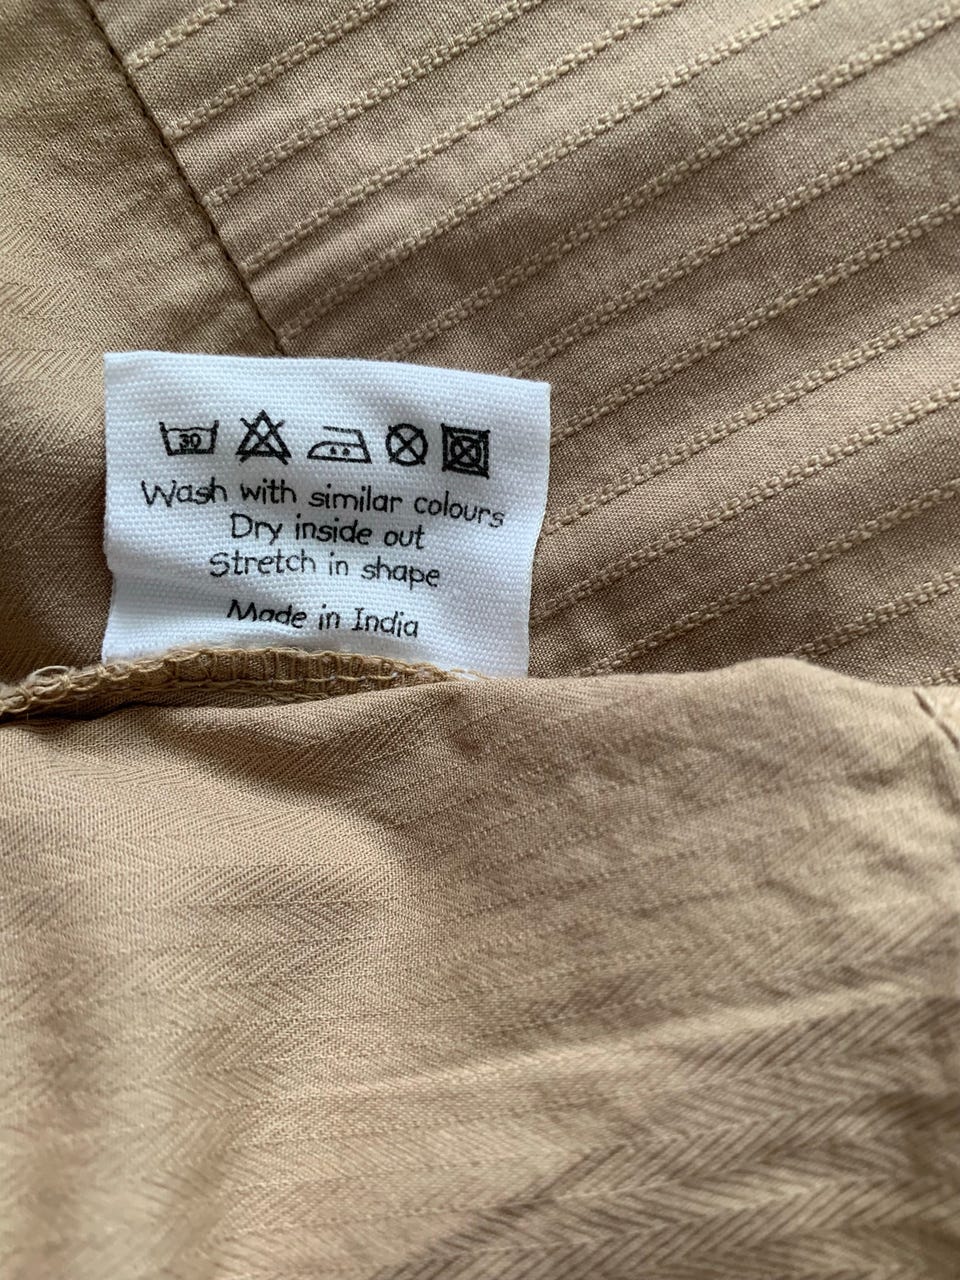 30
Wash with similar colours
Dry inside out
Stretch in shape
Made in India